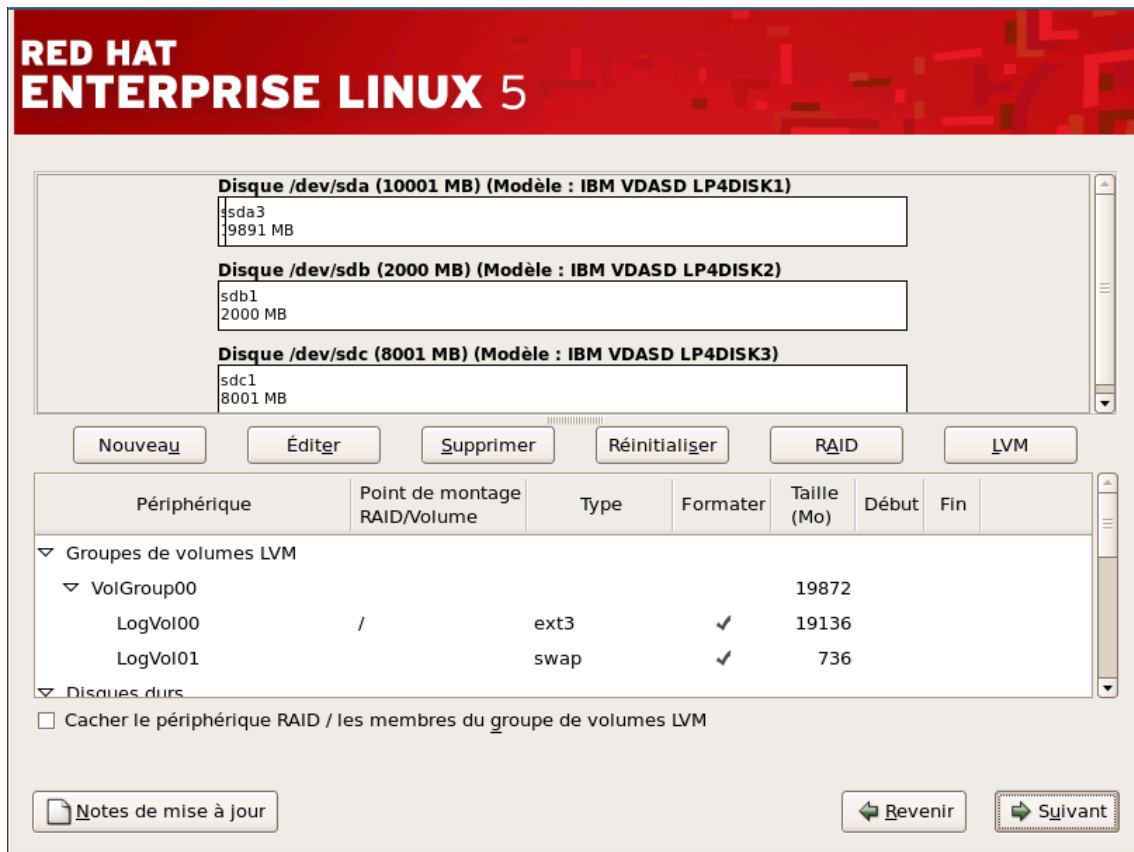 RED HAT
ENTERPRISE LINUX 5
Disque /dev/sda (10001 MB) (Modèle : IBM VDASD LP4DISK1)
sda3
9891 MB
Disque /dev/sdb (2000 MB) (Modèle : IBM VDASD LP4DISK2)
sdb1
2000 MB
Disque /dev/sdc (8001 MB) (Modèle : IBM VDASD LP4DISK3)
sdc1
8001 MB
Nouveau Éditer Supprimer Réinitialiser RAID LVM
Périphérique Point de montage RAID/Volume Type Formater Taille (Mo) Début Fin
Groupes de volumes LVM
VolGroup00 19872
LogVol00 / ext3 19136
LogVol01 swap 736
Disques durs
Cacher le périphérique RAID / les membres du groupe de volumes LVM
Notes de mise à jour Revenir Suivant